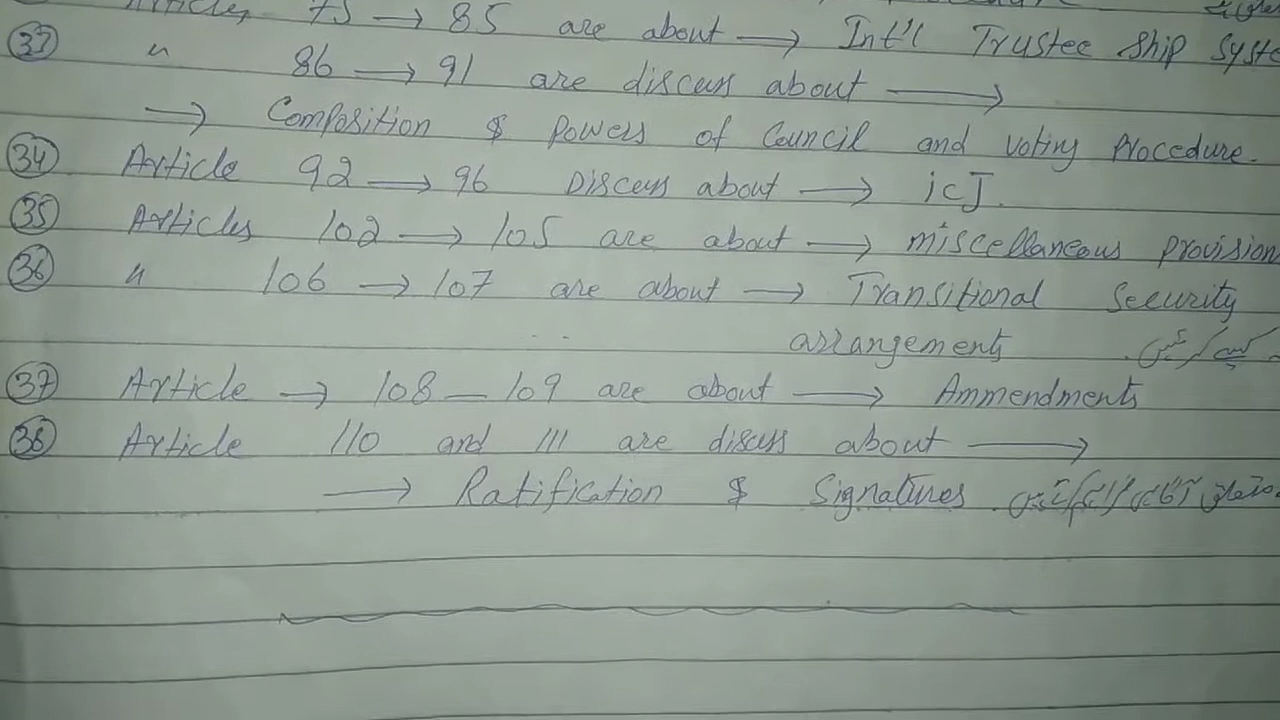 Articles 75 → 85 are about → Int'l Trustee Ship Syste
(33) " 86 → 91 are discuss about →
→ Composition & Powers of Council and Voting Procedure.
(34) Article 92 → 96 Discuss about → icJ.
(35) Articles 102 → 105 are about → miscellaneous provision
(36) " 106 → 107 are about → Transitional Security
arrangements
(37) Article → 108 — 109 are about → Ammendments
(38) Article 110 and 111 are discuss about →
→ Ratification & Signatures